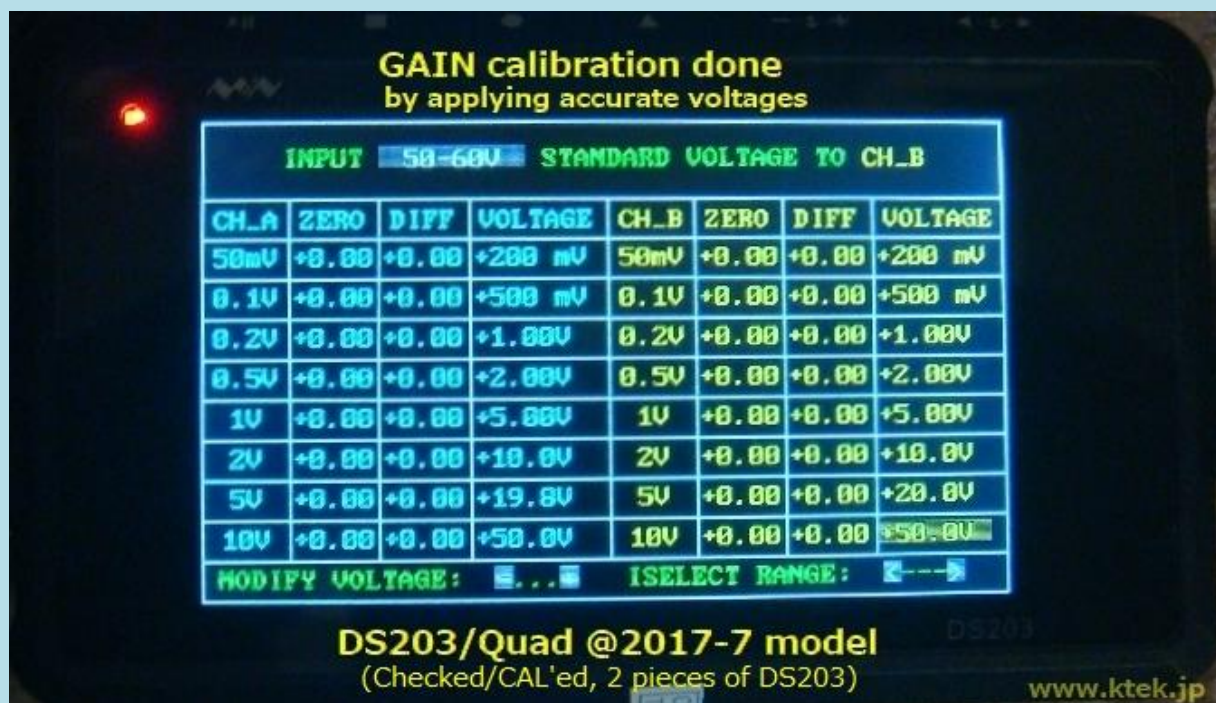 GAIN calibration done
by applying accurate voltages
INPUT 50-60V STANDARD VOLTAGE TO CH_B
CH_A ZERO DIFF VOLTAGE CH_B ZERO DIFF VOLTAGE
50mV +0.00 +0.00 +200 mV 50mV +0.00 +0.00 +200 mV
0.1V +0.00 +0.00 +500 mV 0.1V +0.00 +0.00 +500 mV
0.2V +0.00 +0.00 +1.00V 0.2V +0.00 +0.00 +1.00V
0.5V +0.00 +0.00 +2.00V 0.5V +0.00 +0.00 +2.00V
1V +0.00 +0.00 +5.00V 1V +0.00 +0.00 +5.00V
2V +0.00 +0.00 +10.0V 2V +0.00 +0.00 +10.0V
5V +0.00 +0.00 +19.8V 5V +0.00 +0.00 +20.0V
10V +0.00 +0.00 +50.0V 10V +0.00 +0.00 +50.0V
MODIFY VOLTAGE: -...+ ISELECT RANGE: <--->
DS203
DS203/Quad @2017-7 model
(Checked/CAL'ed, 2 pieces of DS203)
www.ktek.jp